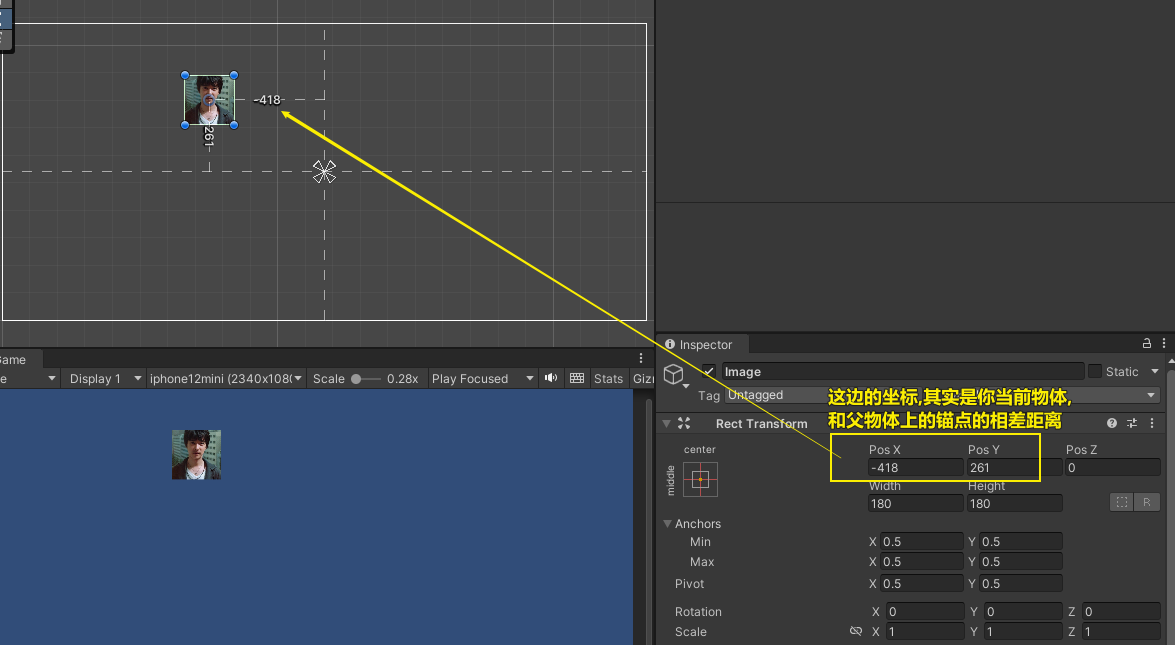 -418
261
Game
Display 1
iphone12mini (2340x1080
Scale
0.28x
Play Focused
Stats
Giz
Inspector
Image
Static
Tag
Untagged
这边的坐标,其实是你当前物体,
和父物体上的锚点的相差距离
Rect Transform
center
middle
Pos X
Pos Y
Pos Z
-418
261
0
Width
Height
180
180
R
Anchors
Min
X 0.5
Y 0.5
Max
X 0.5
Y 0.5
Pivot
X 0.5
Y 0.5
Rotation
X 0
Y 0
Z 0
Scale
X 1
Y 1
Z 1